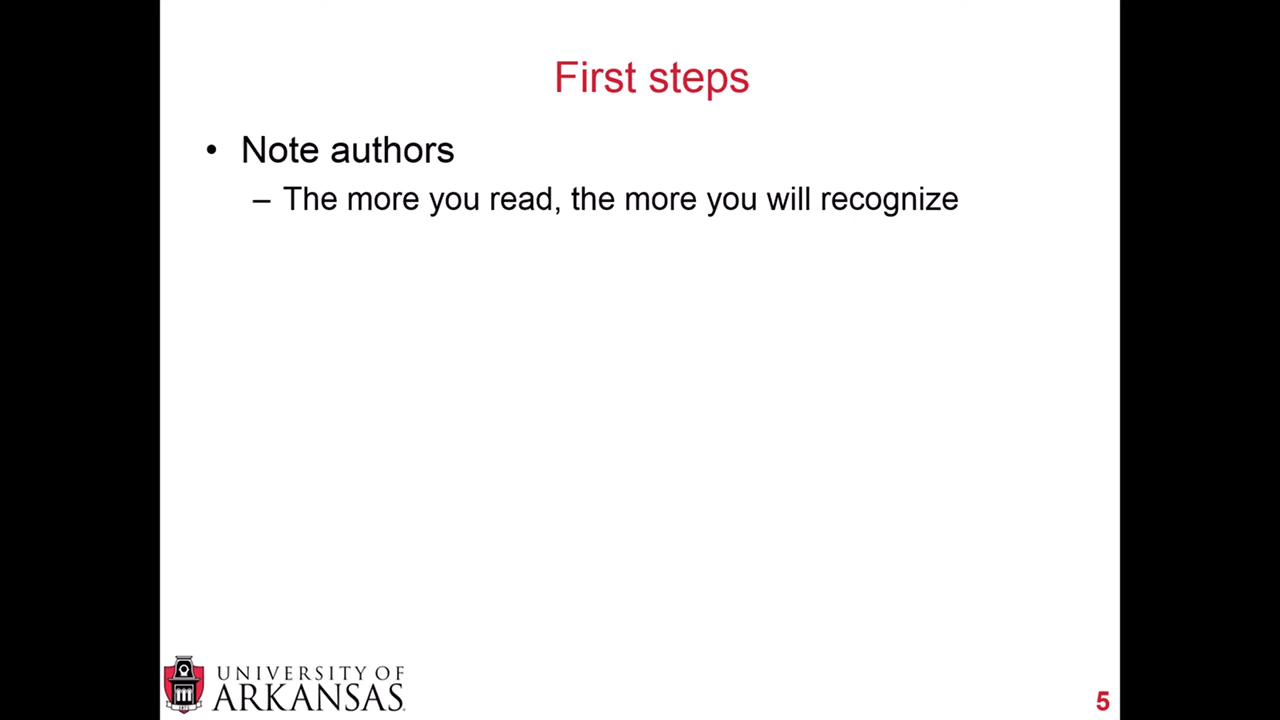 First steps
• Note authors
– The more you read, the more you will recognize
UNIVERSITY OF
ARKANSAS
5